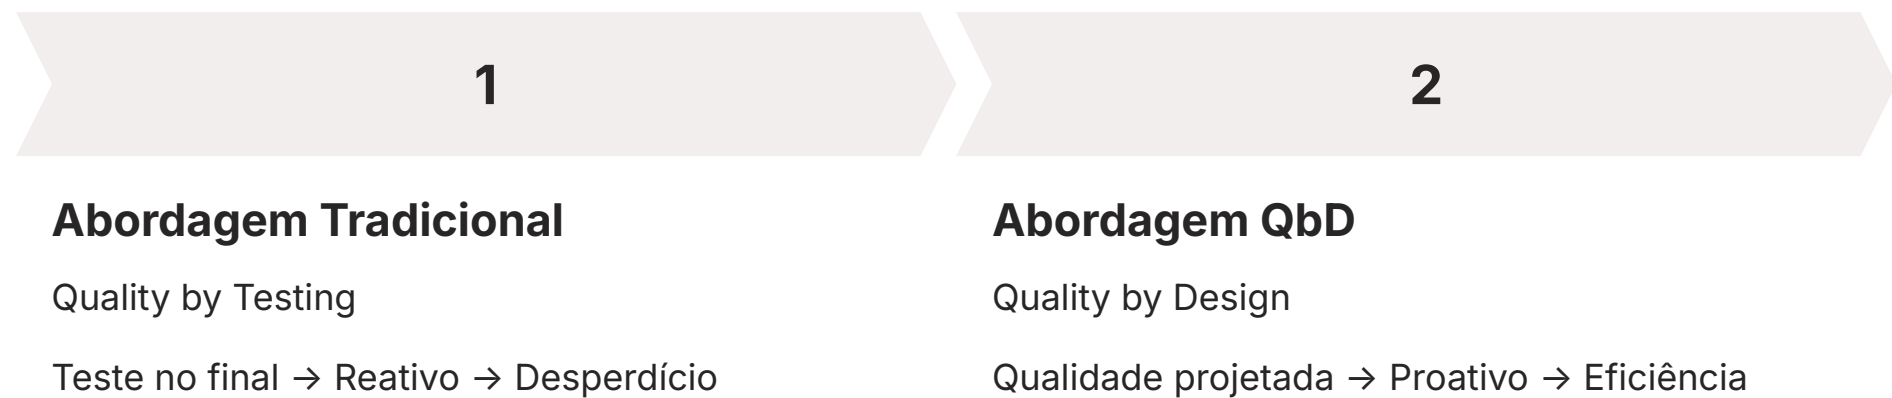 1
Abordagem Tradicional
Quality by Testing
Teste no final → Reativo → Desperdício
2
Abordagem QbD
Quality by Design
Qualidade projetada → Proativo → Eficiência